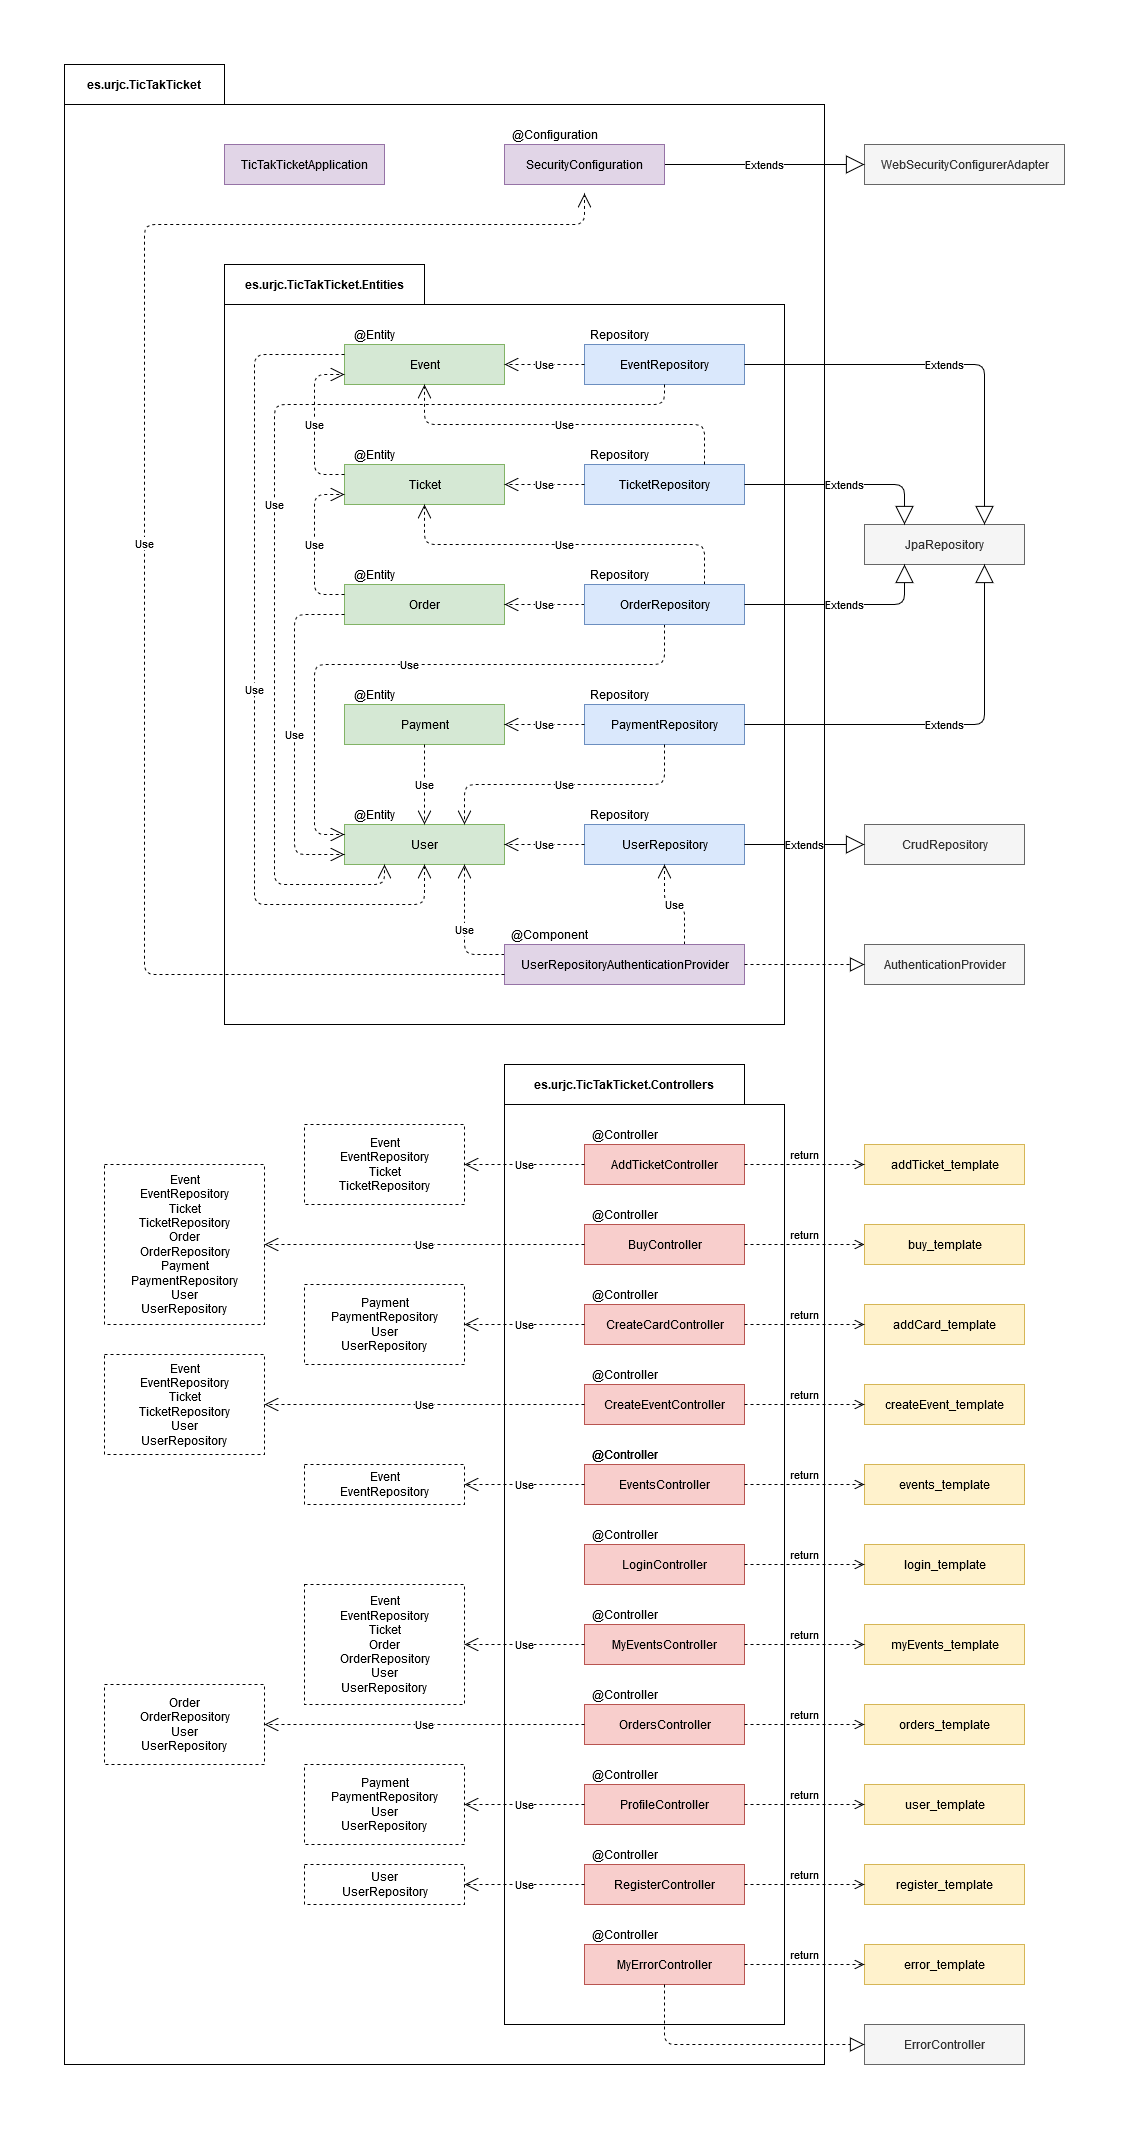 es.urjc.TicTakTicket
@Configuration
TicTakTicketApplication
SecurityConfiguration
Extends
WebSecurityConfigurerAdapter
es.urjc.TicTakTicket.Entities
@Entity
Repository
Event
Use
EventRepository
Extends
Use
Use
@Entity
Repository
Ticket
Use
TicketRepository
Extends
Use
Use
Use
Use
JpaRepository
@Entity
Repository
Order
Use
OrderRepository
Extends
Use
Use
@Entity
Repository
Payment
Use
PaymentRepository
Extends
Use
Use
Use
@Entity
Repository
User
Use
UserRepository
Extends
CrudRepository
Use
Use
@Component
UserRepositoryAuthenticationProvider
AuthenticationProvider
es.urjc.TicTakTicket.Controllers
@Controller
Event
EventRepository
Ticket
TicketRepository
Use
AddTicketController
return
addTicket_template
@Controller
Event
EventRepository
Ticket
TicketRepository
Order
OrderRepository
Payment
PaymentRepository
User
UserRepository
Use
BuyController
return
buy_template
@Controller
Payment
PaymentRepository
User
UserRepository
Use
CreateCardController
return
addCard_template
@Controller
Event
EventRepository
Ticket
TicketRepository
User
UserRepository
Use
CreateEventController
return
createEvent_template
@Controller
Event
EventRepository
Use
EventsController
return
events_template
@Controller
LoginController
return
login_template
@Controller
Event
EventRepository
Ticket
Order
OrderRepository
User
UserRepository
Use
MyEventsController
return
myEvents_template
@Controller
Order
OrderRepository
User
UserRepository
Use
OrdersController
return
orders_template
@Controller
Payment
PaymentRepository
User
UserRepository
Use
ProfileController
return
user_template
@Controller
User
UserRepository
Use
RegisterController
return
register_template
@Controller
MyErrorController
return
error_template
ErrorController